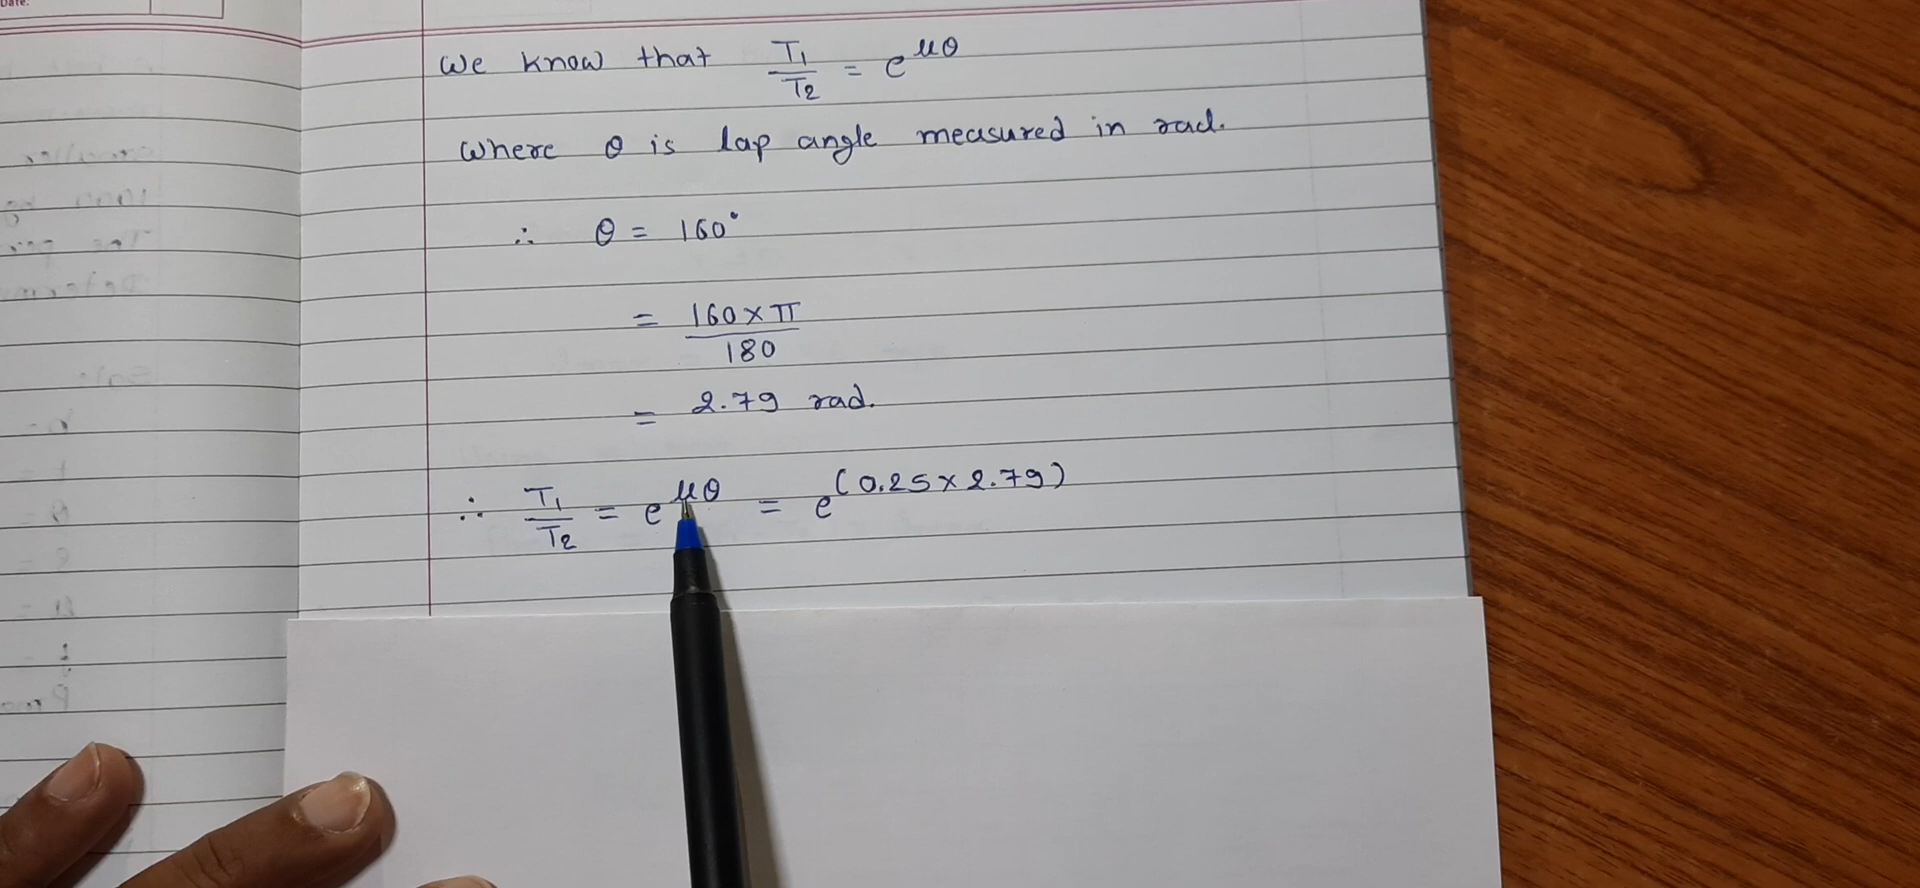 Date:
We know that T₁/T₂ = e^μθ
where θ is lap angle measured in rad.
∴ θ = 160°
= 160 × π / 180
= 2.79 rad.
∴ T₁/T₂ = e^μθ = e^(0.25 × 2.79)